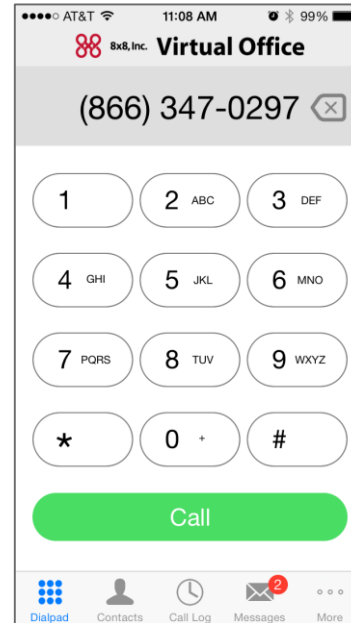 AT&T 11:08 AM 99%
8x8, Inc. Virtual Office
(866) 347-0297
1 2 ABC 3 DEF
4 GHI 5 JKL 6 MNO
7 PQRS 8 TUV 9 WXYZ
* 0 + #
Call
2
Dialpad Contacts Call Log Messages More